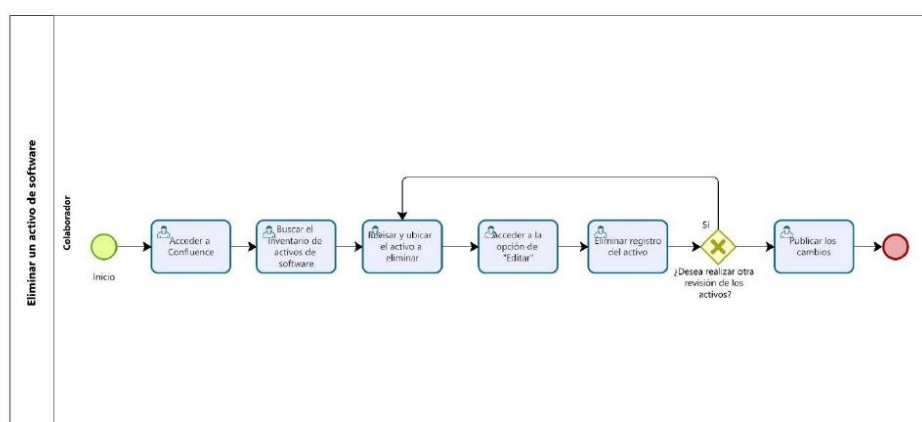 Eliminar un activo de software
Colaborador
Inicio
Acceder a
Confluence
Buscar el
Inventario de
activos de
software
Revisar y ubicar
el activo a
eliminar
Acceder a la
opción de
"Editar"
Eliminar registro
del activo
Si
¿Desea realizar otra
revisión de los
activos?
Publicar los
cambios